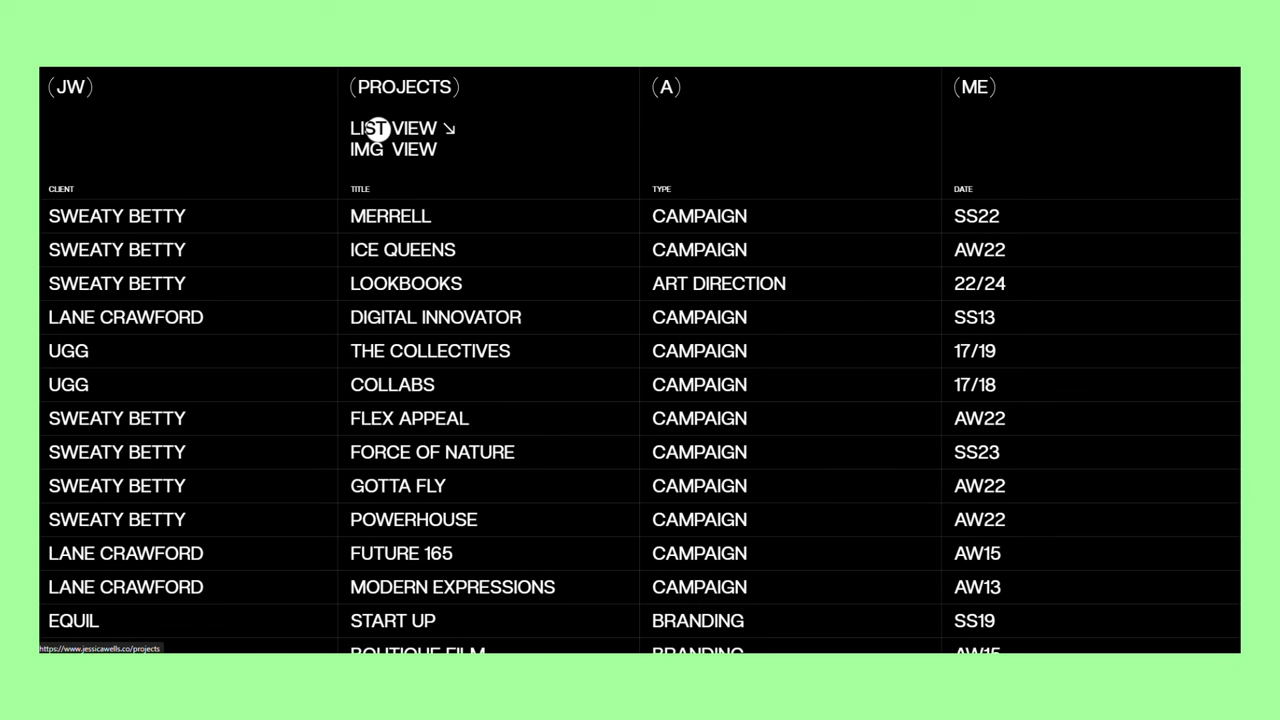 (JW) (PROJECTS) (A) (ME)
LIST VIEW ↘
IMG VIEW
CLIENT TITLE TYPE DATE
SWEATY BETTY MERRELL CAMPAIGN SS22
SWEATY BETTY ICE QUEENS CAMPAIGN AW22
SWEATY BETTY LOOKBOOKS ART DIRECTION 22/24
LANE CRAWFORD DIGITAL INNOVATOR CAMPAIGN SS13
UGG THE COLLECTIVES CAMPAIGN 17/19
UGG COLLABS CAMPAIGN 17/18
SWEATY BETTY FLEX APPEAL CAMPAIGN AW22
SWEATY BETTY FORCE OF NATURE CAMPAIGN SS23
SWEATY BETTY GOTTA FLY CAMPAIGN AW22
SWEATY BETTY POWERHOUSE CAMPAIGN AW22
LANE CRAWFORD FUTURE 165 CAMPAIGN AW15
LANE CRAWFORD MODERN EXPRESSIONS CAMPAIGN AW13
EQUIL START UP BRANDING SS19
BOUTIQUE FILM BRANDING AW15
https://www.jessicawells.co/projects